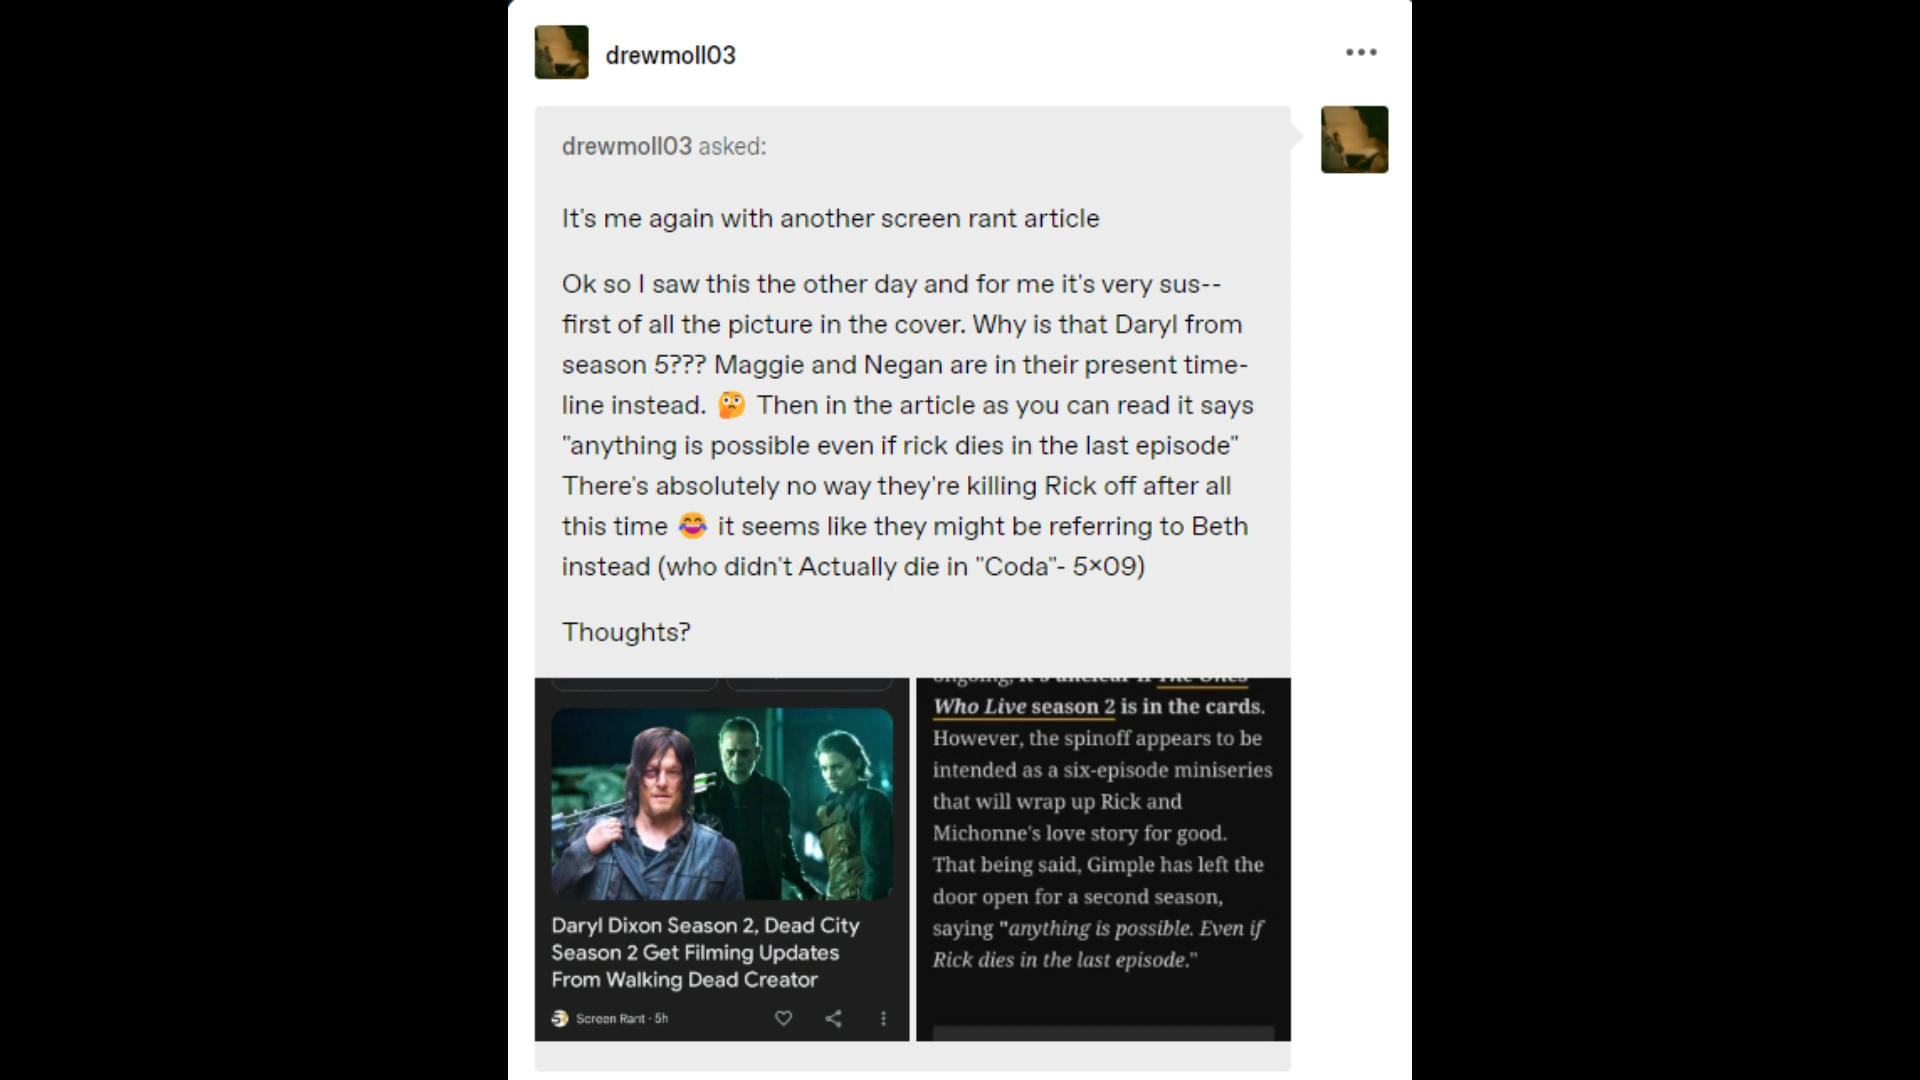 drewmoll03
drewmoll03 asked:
It's me again with another screen rant article
Ok so I saw this the other day and for me it's very sus--
first of all the picture in the cover. Why is that Daryl from
season 5??? Maggie and Negan are in their present time-
line instead. 🤔 Then in the article as you can read it says
"anything is possible even if rick dies in the last episode"
There's absolutely no way they're killing Rick off after all
this time 😂 it seems like they might be referring to Beth
instead (who didn't Actually die in "Coda"- 5×09)
Thoughts?
Daryl Dixon Season 2, Dead City
Season 2 Get Filming Updates
From Walking Dead Creator
Screen Rant · 5h
ongoing, it's unclear if The Ones
Who Live season 2 is in the cards.
However, the spinoff appears to be
intended as a six-episode miniseries
that will wrap up Rick and
Michonne's love story for good.
That being said, Gimple has left the
door open for a second season,
saying "anything is possible. Even if
Rick dies in the last episode."